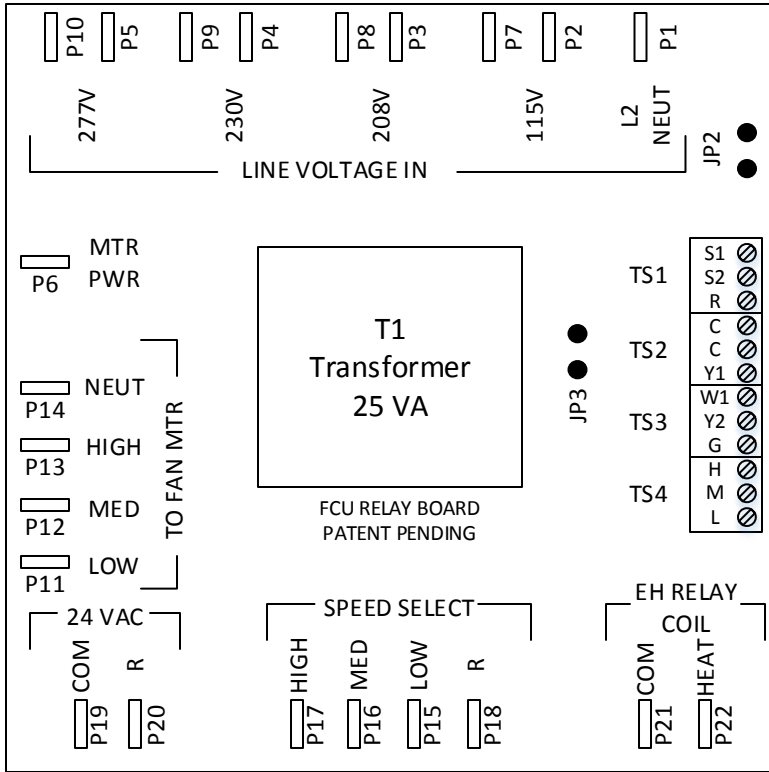 P10 P5 P9 P4 P8 P3 P7 P2 P1
277V 230V 208V 115V L2 NEUT
JP2
LINE VOLTAGE IN
MTR
PWR
P6
T1
Transformer
25 VA
JP3
FCU RELAY BOARD
PATENT PENDING
TS1
S1
S2
R
TS2
C
C
Y1
TS3
W1
Y2
G
TS4
H
M
L
NEUT
P14
HIGH
P13
MED
P12
LOW
P11
TO FAN MTR
24 VAC
COM R
P19 P20
SPEED SELECT
HIGH MED LOW R
P17 P16 P15 P18
EH RELAY
COIL
COM HEAT
P21 P22